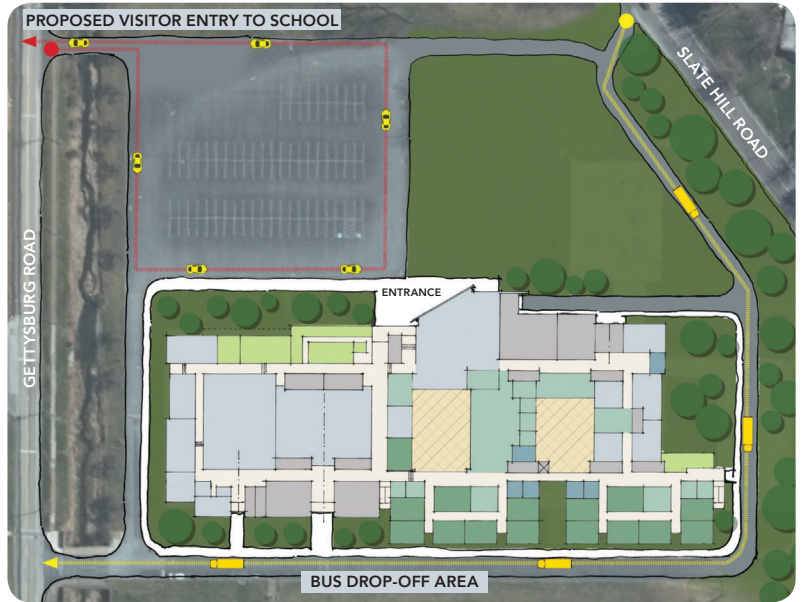 PROPOSED VISITOR ENTRY TO SCHOOL
SLATE HILL ROAD
GETTYSBURG ROAD
ENTRANCE
BUS DROP-OFF AREA